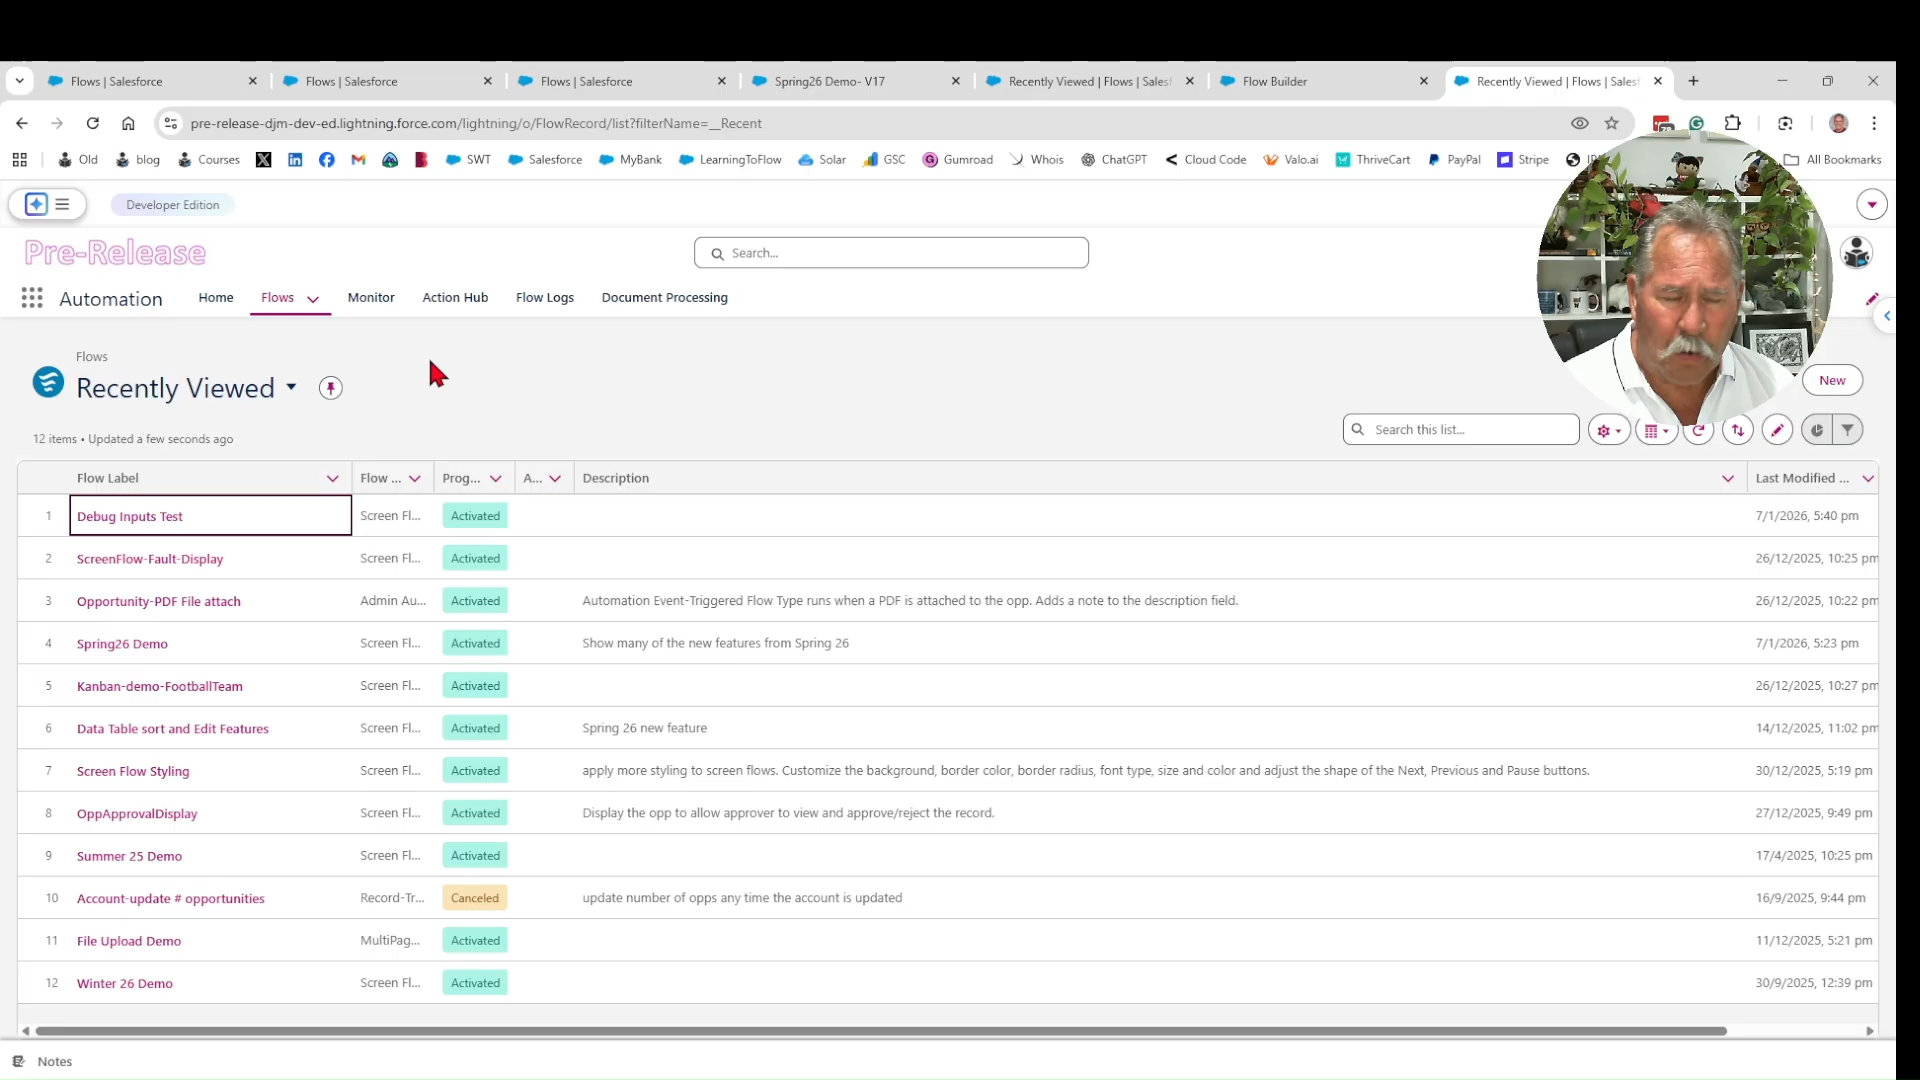 Flows | Salesforce
Flows | Salesforce
Flows | Salesforce
Spring26 Demo- V17
Recently Viewed | Flows | Sales
Flow Builder
Recently Viewed | Flows | Sales
pre-release-djm-dev-ed.lightning.force.com/lightning/o/FlowRecord/list?filterName=__Recent
Old
blog
Courses
SWT
Salesforce
MyBank
LearningToFlow
Solar
GSC
Gumroad
Whois
ChatGPT
Cloud Code
Valo.ai
ThriveCart
PayPal
Stripe
All Bookmarks
Developer Edition
Pre-Release
Search...
Automation
Home
Flows
Monitor
Action Hub
Flow Logs
Document Processing
Flows
Recently Viewed
New
12 items • Updated a few seconds ago
Search this list...
Flow Label Flow ... Prog... A... Description Last Modified ...
1 Debug Inputs Test Screen Fl... Activated 7/1/2026, 5:40 pm
2 ScreenFlow-Fault-Display Screen Fl... Activated 26/12/2025, 10:25 pm
3 Opportunity-PDF File attach Admin Au... Activated Automation Event-Triggered Flow Type runs when a PDF is attached to the opp. Adds a note to the description field. 26/12/2025, 10:22 pm
4 Spring26 Demo Screen Fl... Activated Show many of the new features from Spring 26 7/1/2026, 5:23 pm
5 Kanban-demo-FootballTeam Screen Fl... Activated 26/12/2025, 10:27 pm
6 Data Table sort and Edit Features Screen Fl... Activated Spring 26 new feature 14/12/2025, 11:02 pm
7 Screen Flow Styling Screen Fl... Activated apply more styling to screen flows. Customize the background, border color, border radius, font type, size and color and adjust the shape of the Next, Previous and Pause buttons. 30/12/2025, 5:19 pm
8 OppApprovalDisplay Screen Fl... Activated Display the opp to allow approver to view and approve/reject the record. 27/12/2025, 9:49 pm
9 Summer 25 Demo Screen Fl... Activated 17/4/2025, 10:25 pm
10 Account-update # opportunities Record-Tr... Canceled update number of opps any time the account is updated 16/9/2025, 9:44 pm
11 File Upload Demo MultiPag... Activated 11/12/2025, 5:21 pm
12 Winter 26 Demo Screen Fl... Activated 30/9/2025, 12:39 pm
Notes